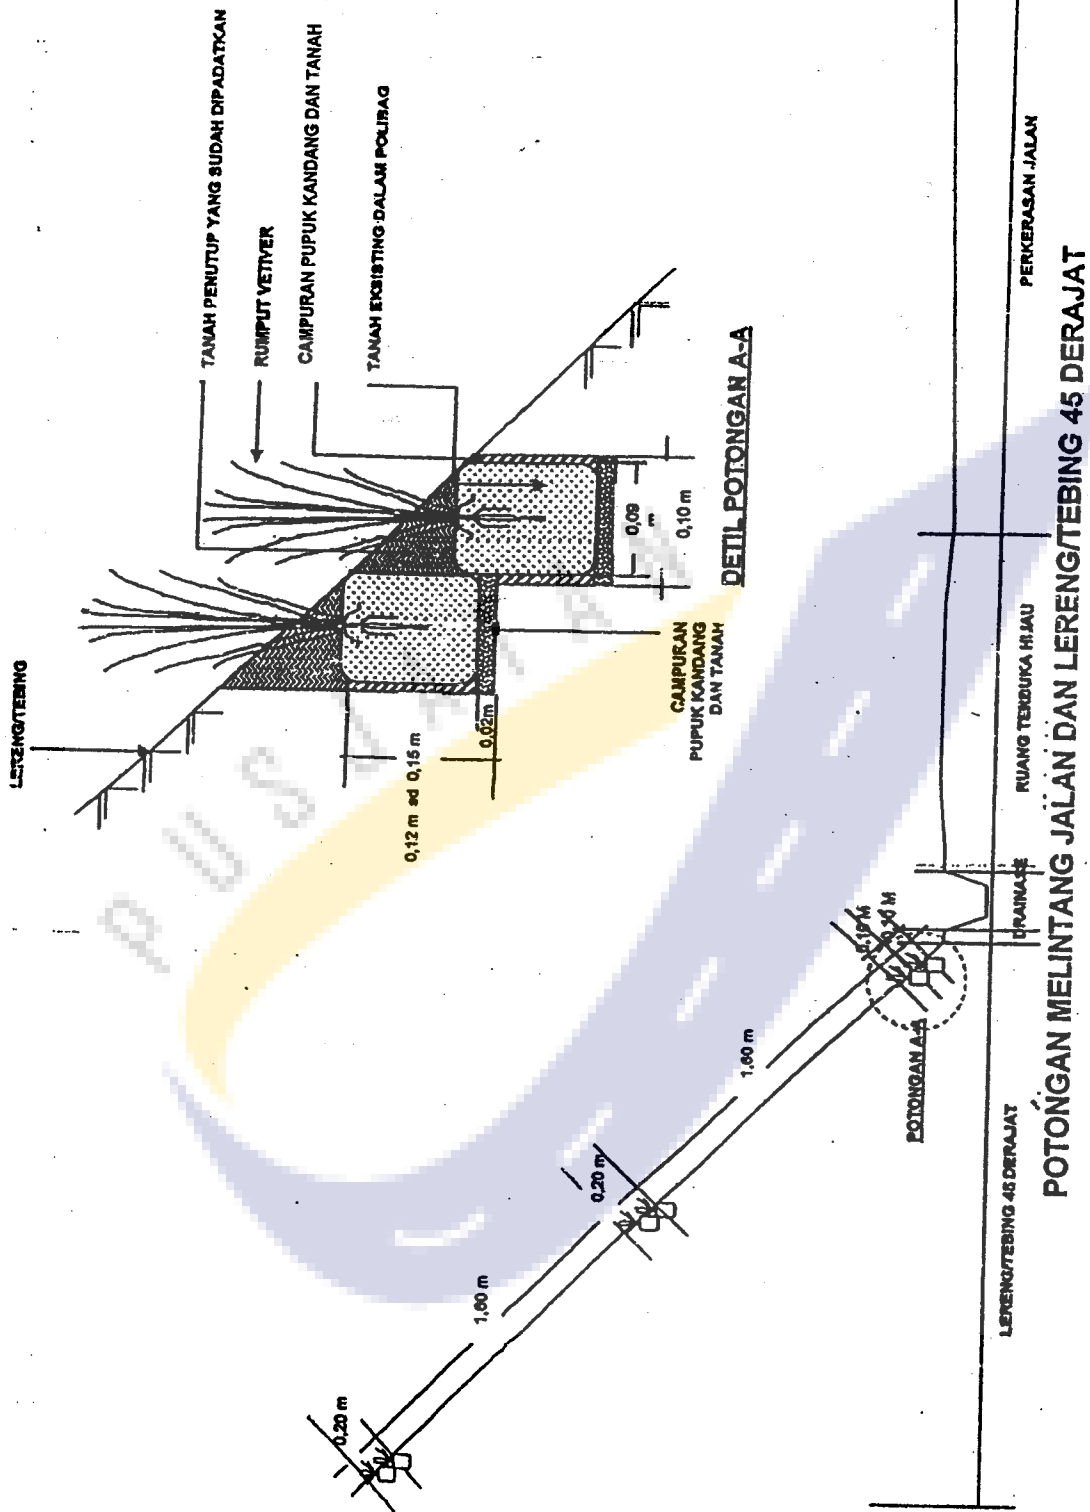 LERENG/TEBING
TANAH PENUTUP YANG SUDAH DIPADATKAN
RUMPUT VETIVER
CAMPURAN PUPUK KANDANG DAN TANAH
TANAH EKSISTING DALAM POLIBAG
0,12 m sd 0,15 m
0,02m
0,09
m
0,10 m
CAMPURAN
PUPUK KANDANG
DAN TANAH
DETIL POTONGAN A-A
PUSJATAN
0,20 m
1,60 m
0,20 m
1,60 m
0,10 M
POTONGAN A-A
LERENG/TEBING 45 DERAJAT
DRAINASE
RUANG TERBUKA HIJAU
PERKERASAN JALAN
POTONGAN MELINTANG JALAN DAN LERENG/TEBING 45 DERAJAT